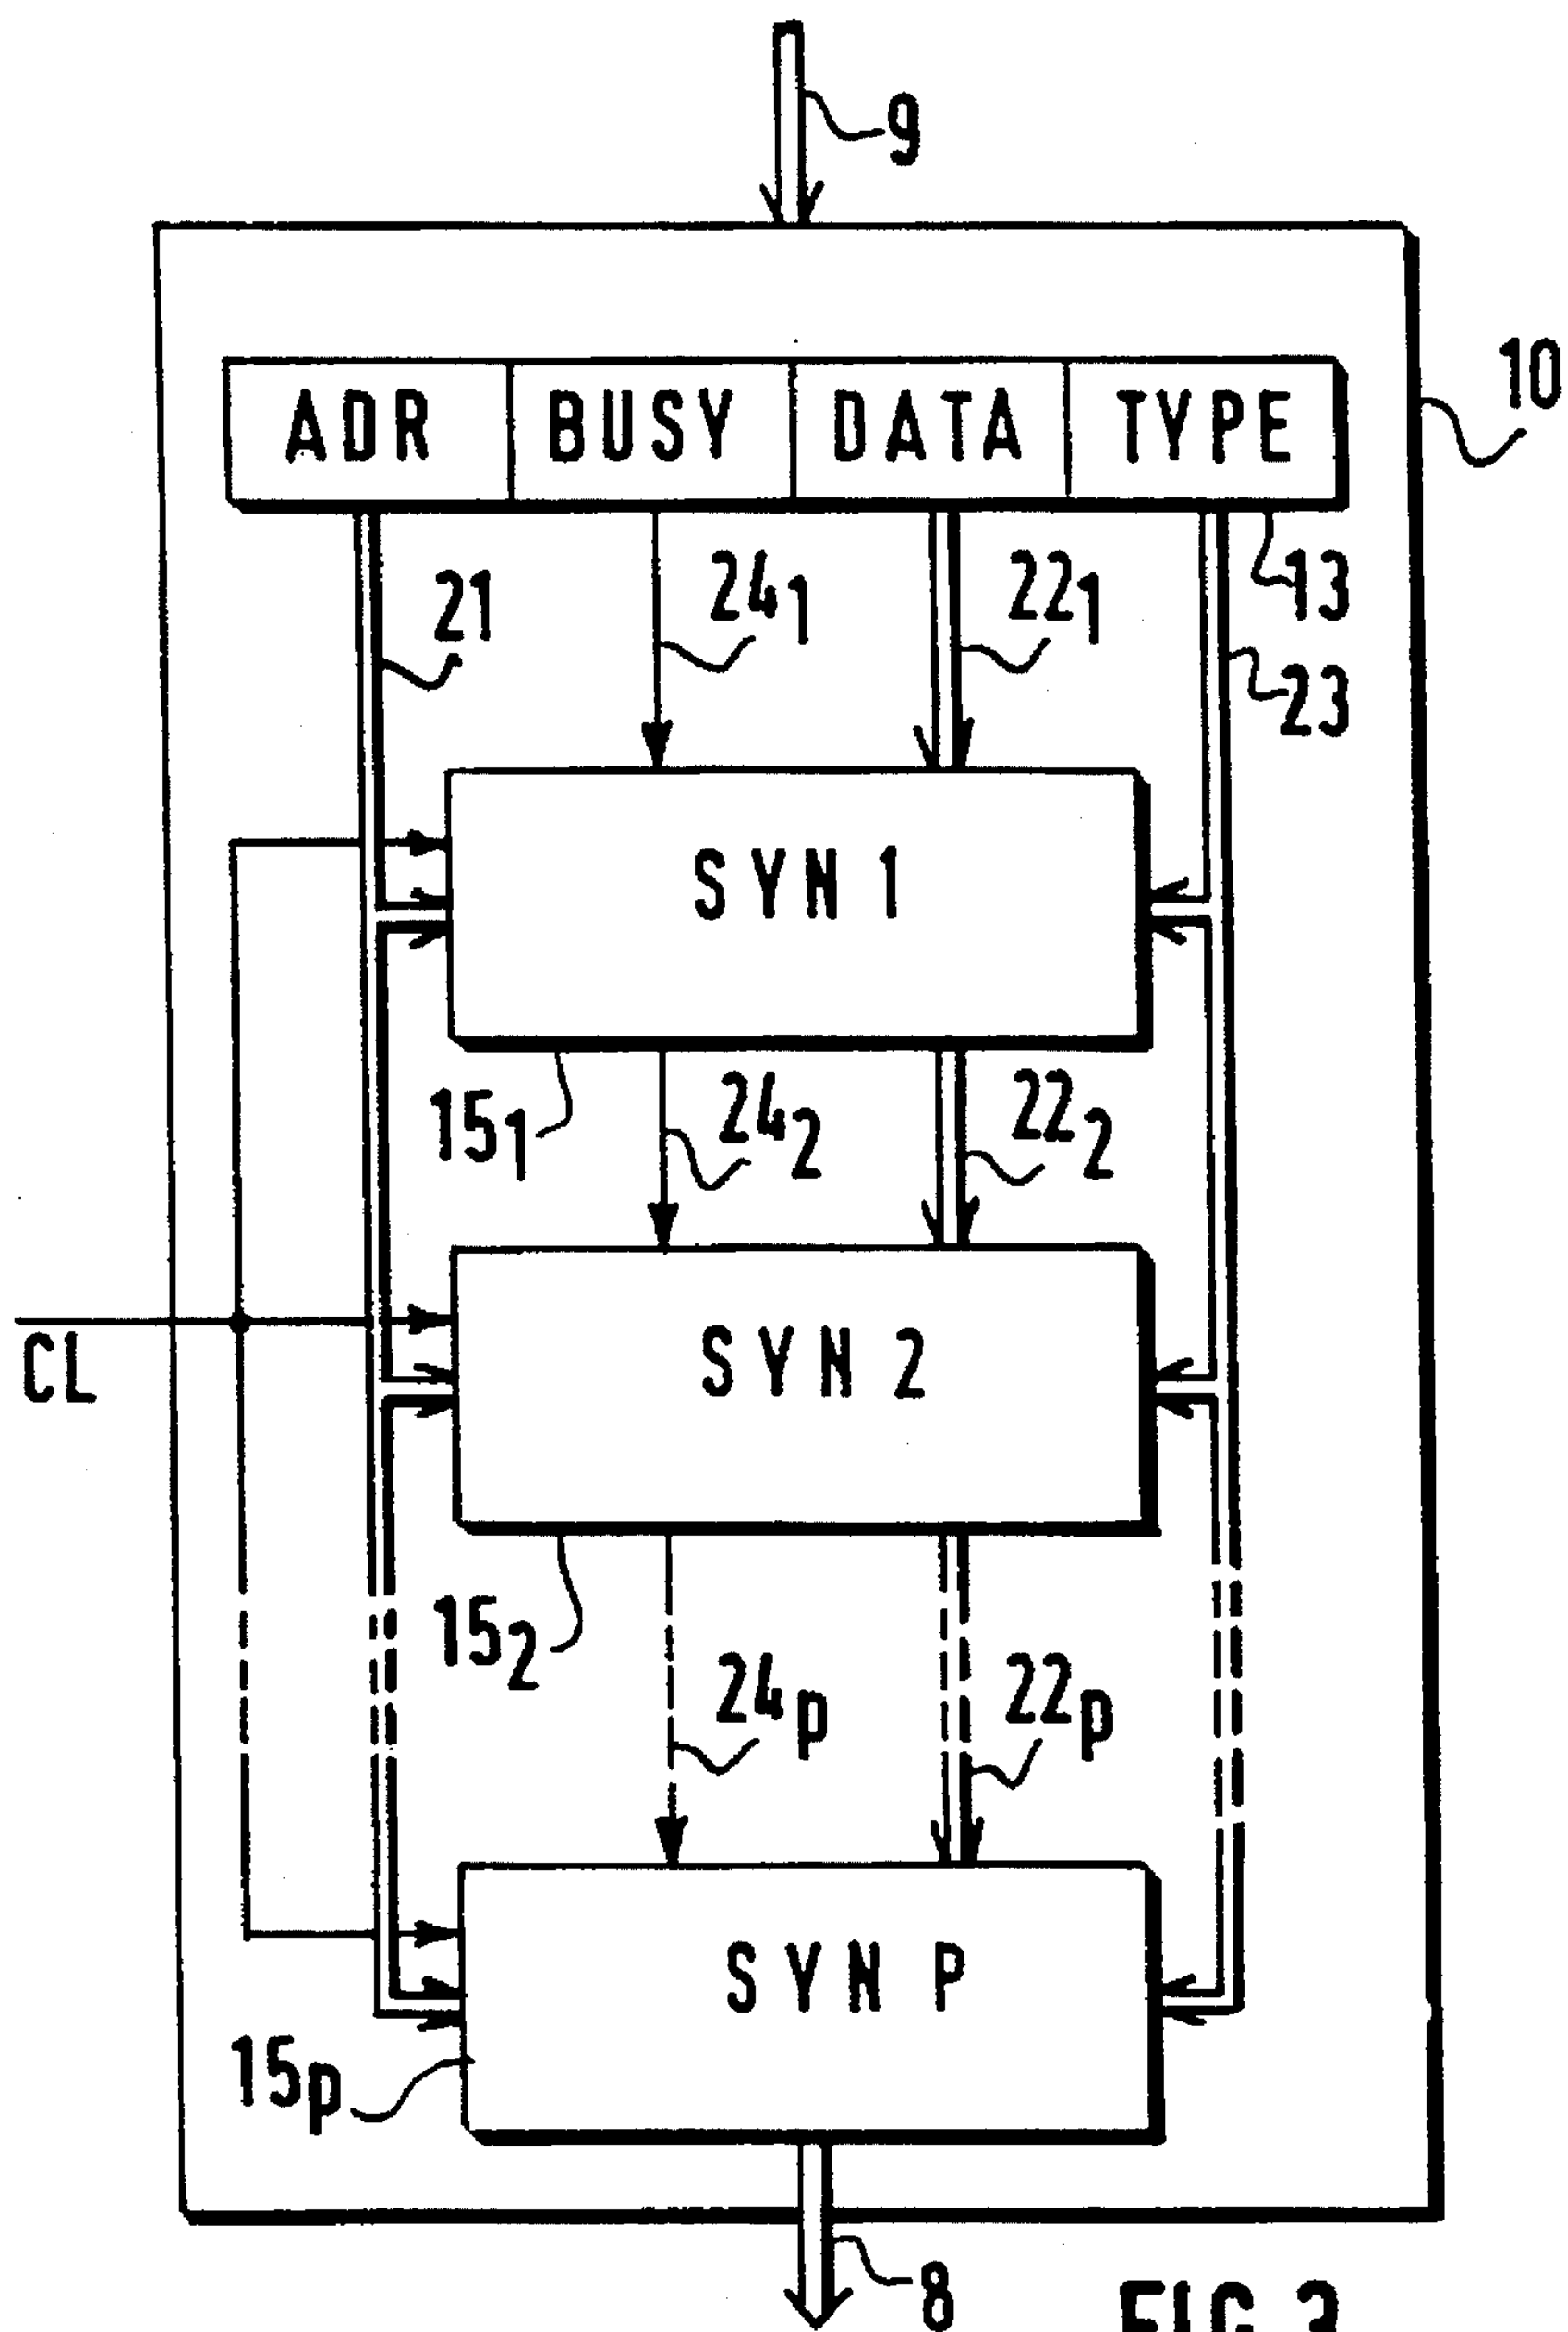 9
10
ADR BUSY DATA TYPE
21 24₁ 22₁ 13
23
SYN 1
15₁ 24₂ 22₂
CL
SYN 2
15₂ 24p 22p
SYN P
15p
8